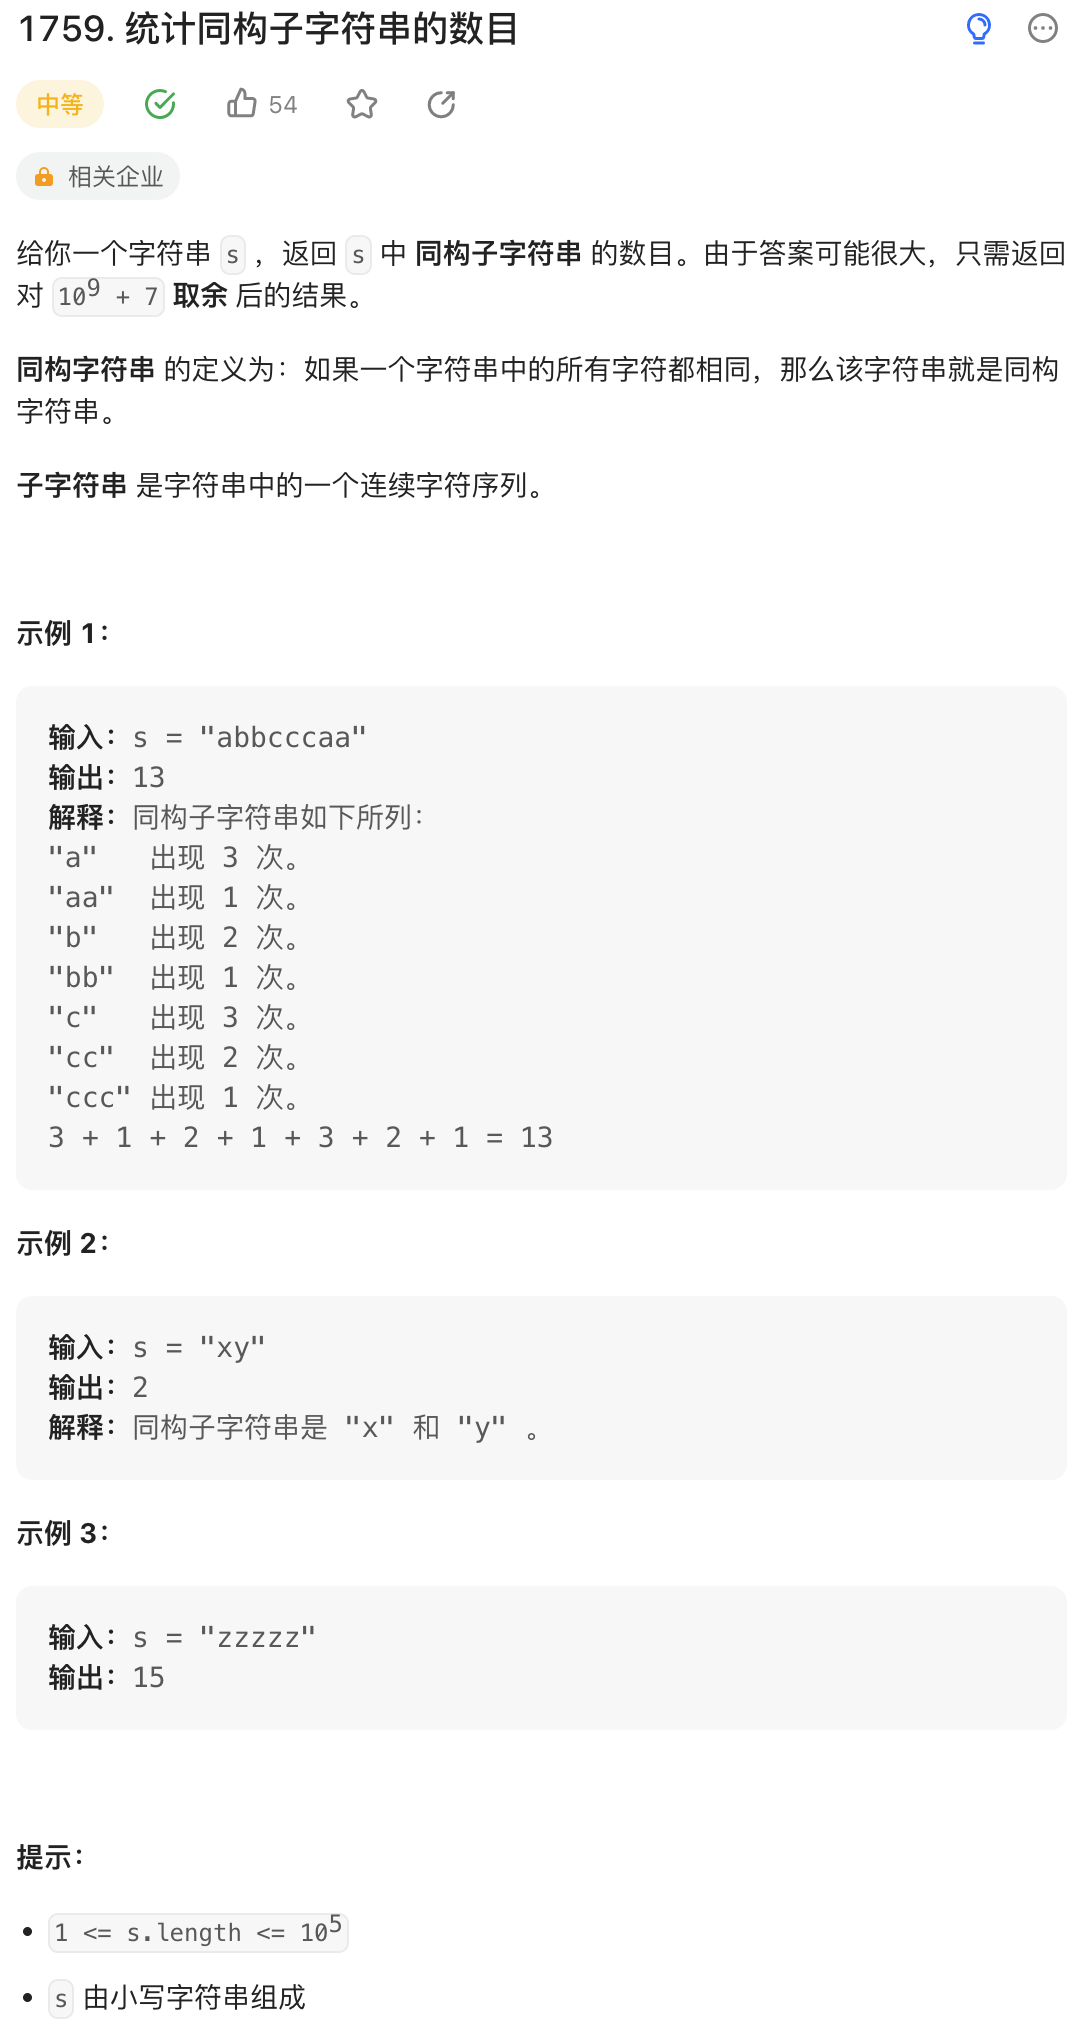 1759. 统计同构子字符串的数目
中等 54
相关企业
给你一个字符串 s ，返回 s 中 同构子字符串 的数目。由于答案可能很大，只需返回
对 10^9 + 7 取余 后的结果。
同构字符串 的定义为：如果一个字符串中的所有字符都相同，那么该字符串就是同构
字符串。
子字符串 是字符串中的一个连续字符序列。
示例 1：
输入：s = "abbcccaa"
输出：13
解释：同构子字符串如下所列：
"a"   出现 3 次。
"aa"  出现 1 次。
"b"   出现 2 次。
"bb"  出现 1 次。
"c"   出现 3 次。
"cc"  出现 2 次。
"ccc" 出现 1 次。
3 + 1 + 2 + 1 + 3 + 2 + 1 = 13
示例 2：
输入：s = "xy"
输出：2
解释：同构子字符串是 "x" 和 "y" 。
示例 3：
输入：s = "zzzzz"
输出：15
提示：
• 1 <= s.length <= 10^5
• s 由小写字符串组成